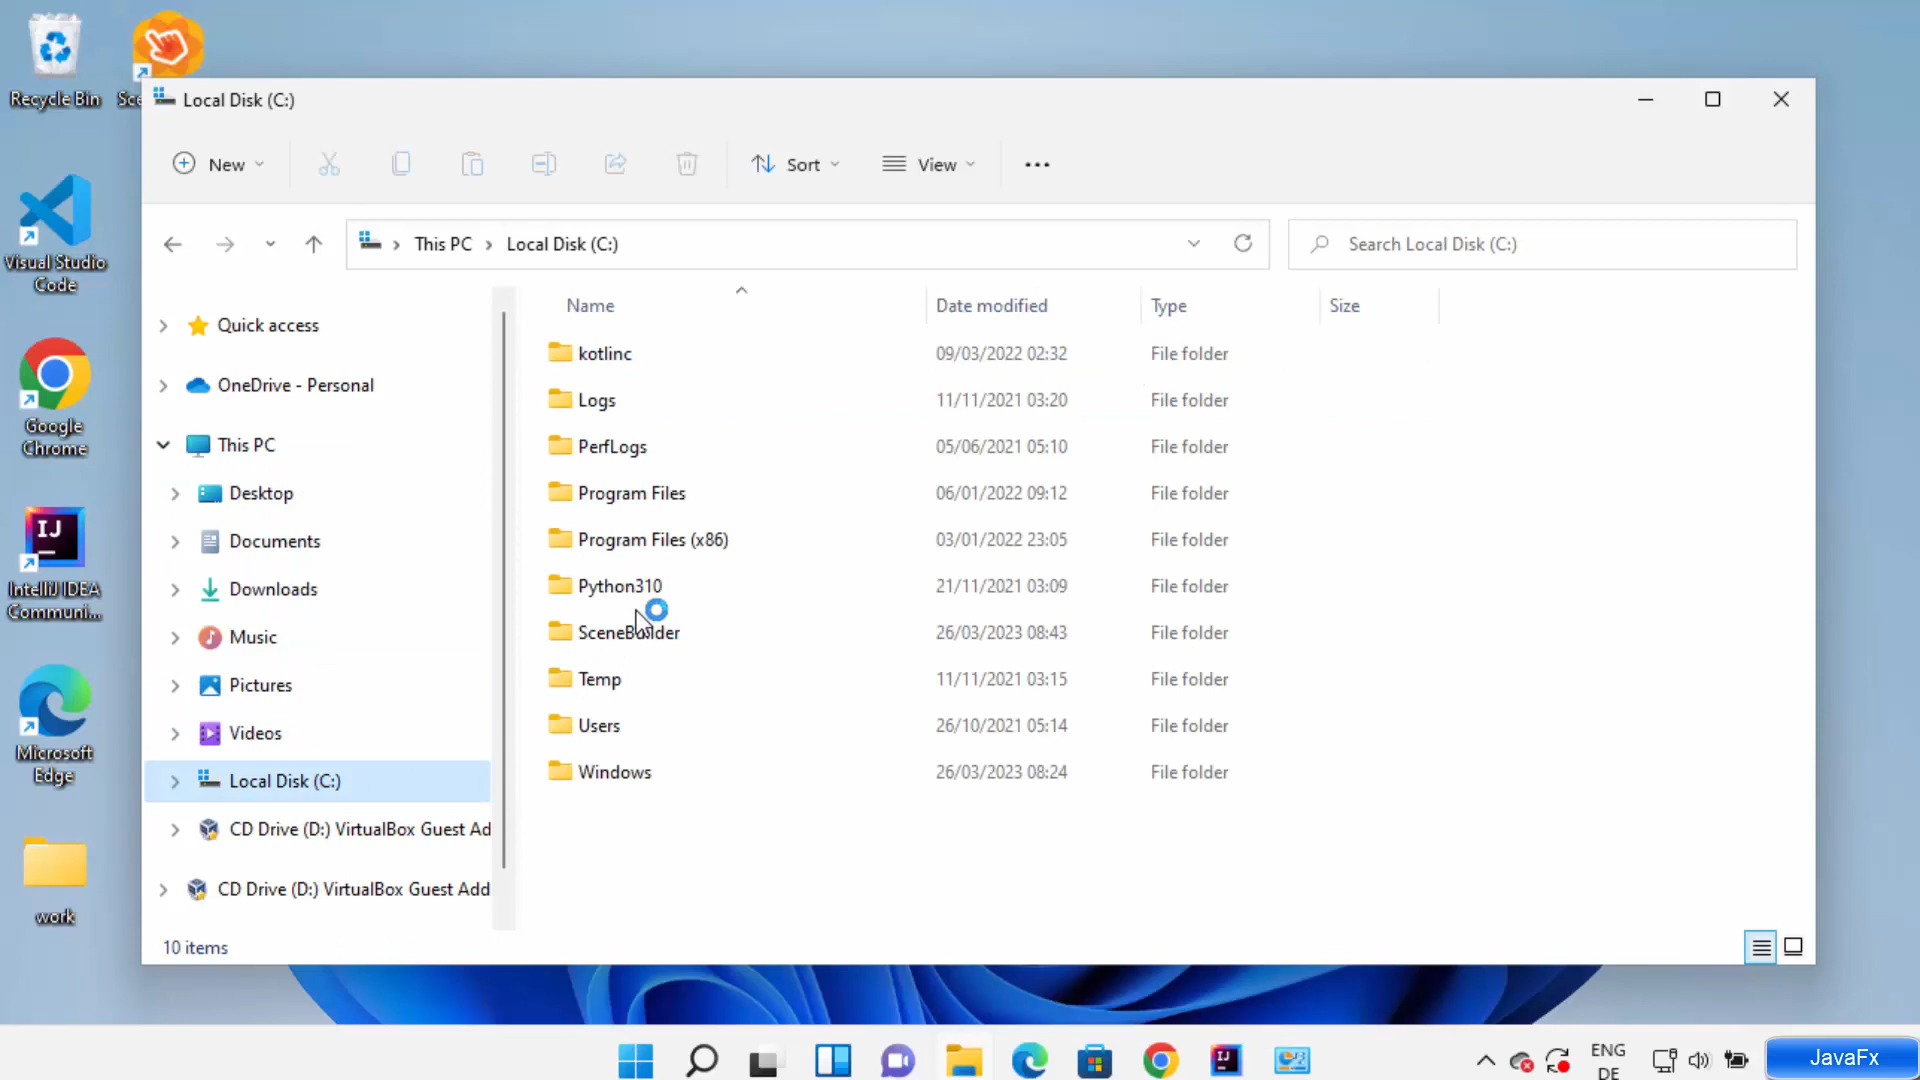 Recycle Bin
Sce
Visual Studio
Code
Google
Chrome
IntelliJ IDEA
Communi...
Microsoft
Edge
work
Local Disk (C:)
New
Sort
View
This PC
Local Disk (C:)
Search Local Disk (C:)
Quick access
OneDrive - Personal
This PC
Desktop
Documents
Downloads
Music
Pictures
Videos
Local Disk (C:)
CD Drive (D:) VirtualBox Guest Ad
CD Drive (D:) VirtualBox Guest Add
Name Date modified Type Size
kotlinc 09/03/2022 02:32 File folder
Logs 11/11/2021 03:20 File folder
PerfLogs 05/06/2021 05:10 File folder
Program Files 06/01/2022 09:12 File folder
Program Files (x86) 03/01/2022 23:05 File folder
Python310 21/11/2021 03:09 File folder
SceneBuilder 26/03/2023 08:43 File folder
Temp 11/11/2021 03:15 File folder
Users 26/10/2021 05:14 File folder
Windows 26/03/2023 08:24 File folder
10 items
ENG
DE
JavaFx